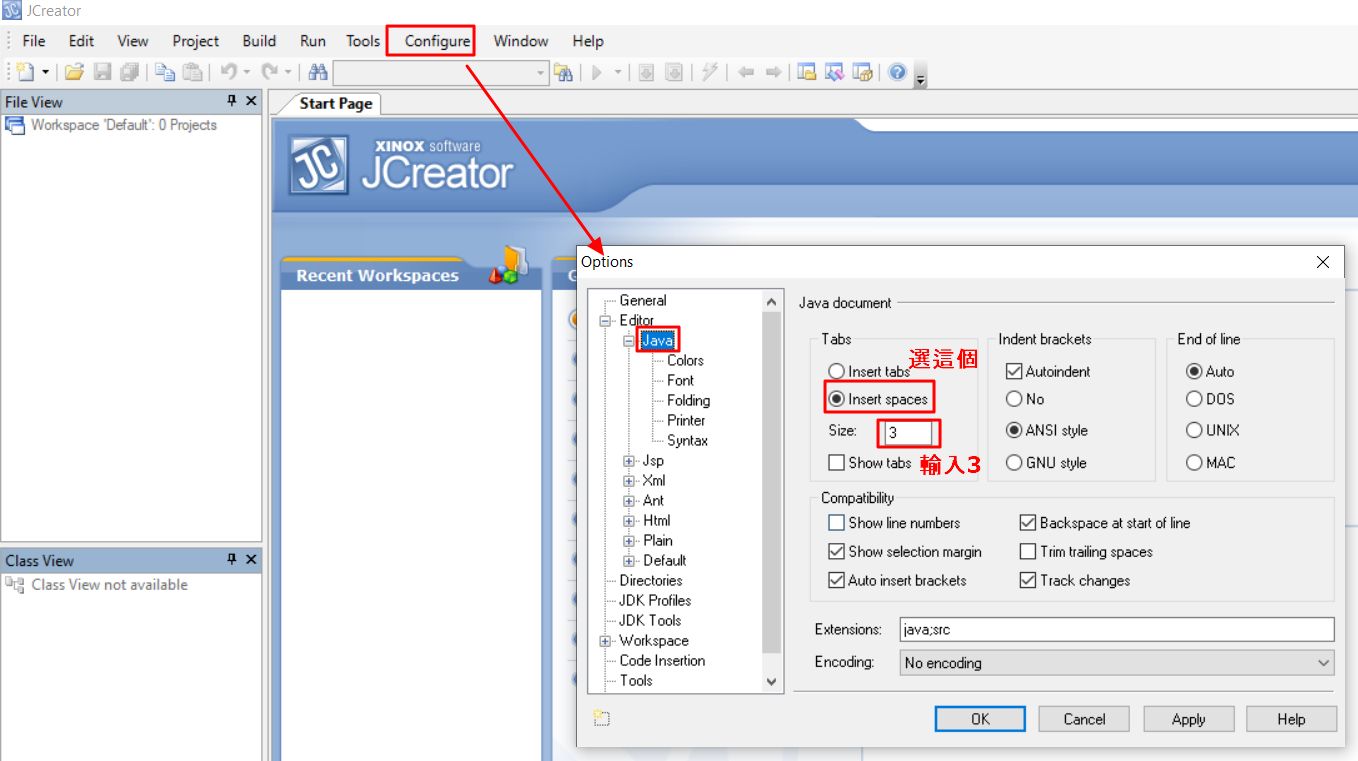 JCreator
File Edit View Project Build Run Tools Configure Window Help
File View
Workspace 'Default': 0 Projects
Start Page
XINOX software
JCreator
Recent Workspaces
G
Class View
Class View not available
Options
General
Editor
Java
Colors
Font
Folding
Printer
Syntax
Jsp
Xml
Ant
Html
Plain
Default
Directories
JDK Profiles
JDK Tools
Workspace
Code Insertion
Tools
Java document
Tabs
選這個
Insert tabs
Insert spaces
Size: 3
Show tabs
輸入3
Indent brackets
Autoindent
No
ANSI style
GNU style
End of line
Auto
DOS
UNIX
MAC
Compatibility
Show line numbers
Backspace at start of line
Show selection margin
Trim trailing spaces
Auto insert brackets
Track changes
Extensions: java;src
Encoding: No encoding
OK Cancel Apply Help